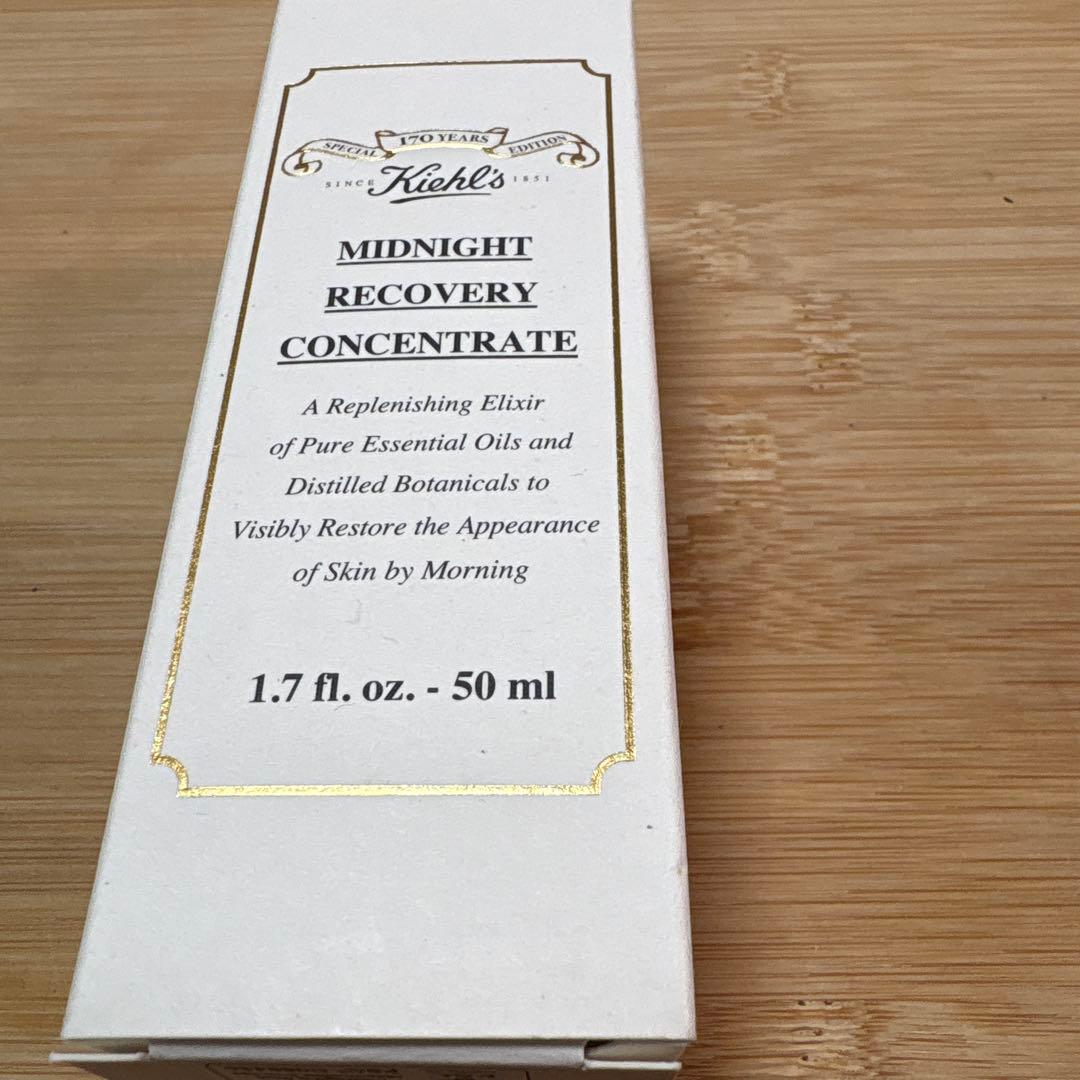 SPECIAL 170 YEARS EDITION
SINCE Kiehl's 1851
MIDNIGHT
RECOVERY
CONCENTRATE
A Replenishing Elixir
of Pure Essential Oils and
Distilled Botanicals to
Visibly Restore the Appearance
of Skin by Morning
1.7 fl. oz. - 50 ml